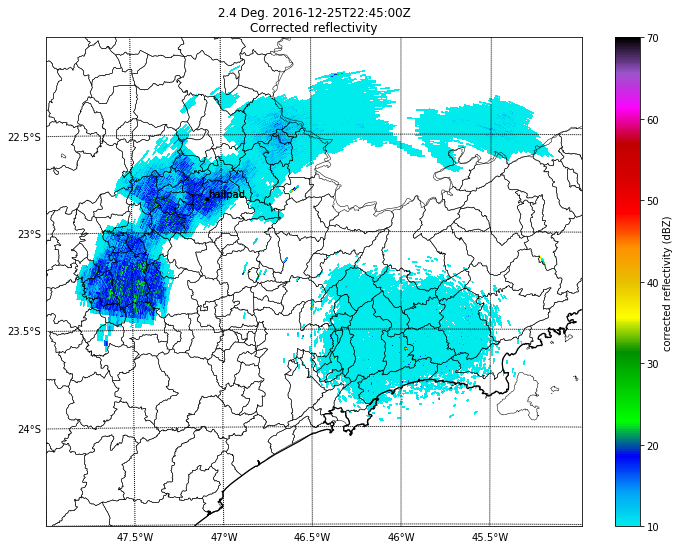 2.4 Deg. 2016-12-25T22:45:00Z
Corrected reflectivity
70
60
50
40
30
20
10
corrected reflectivity (dBZ)
22.5°S
23°S
23.5°S
24°S
hailpad
47.5°W
47°W
46.5°W
46°W
45.5°W